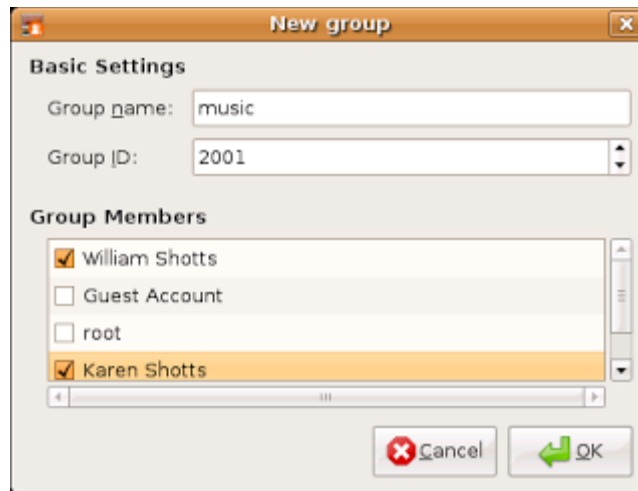 New group
Basic Settings
Group name: music
Group ID: 2001
Group Members
William Shotts
Guest Account
root
Karen Shotts
Cancel OK